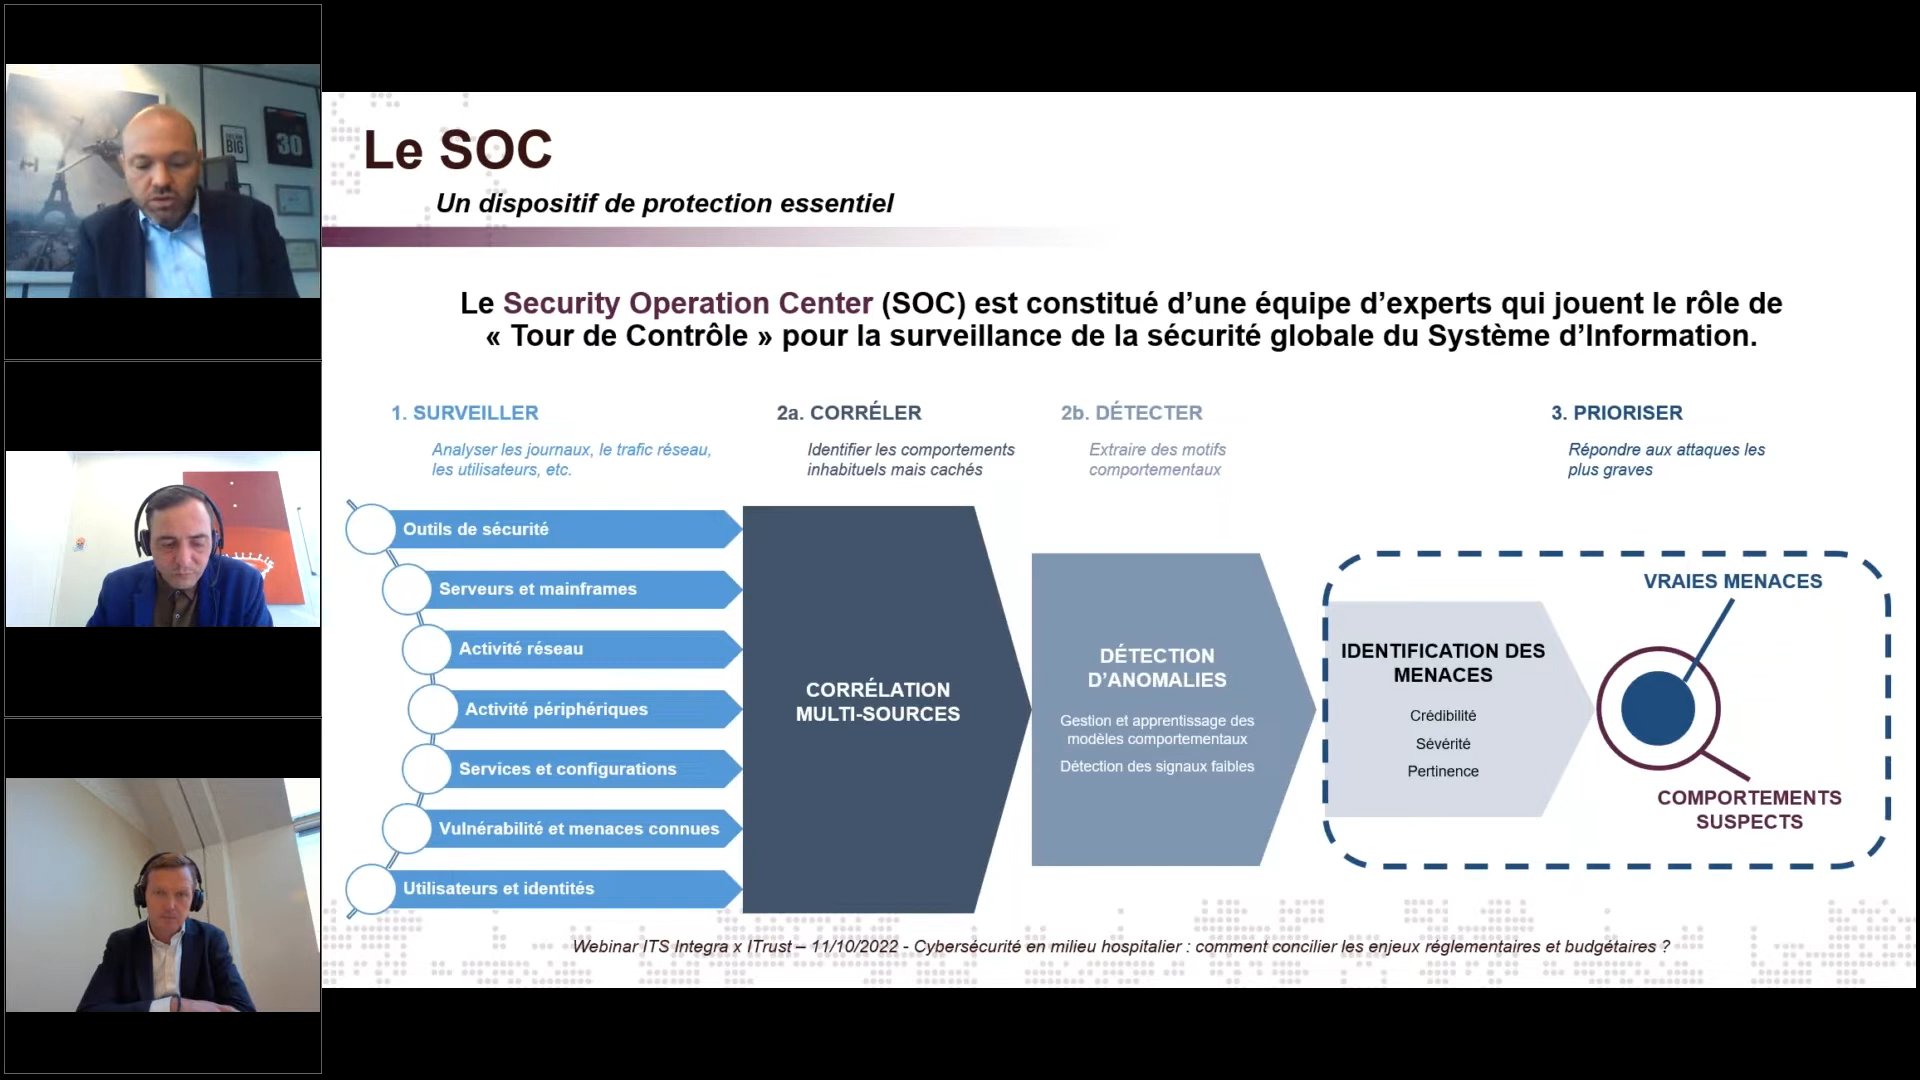 BIG
30
Le SOC
Un dispositif de protection essentiel
Le Security Operation Center (SOC) est constitué d’une équipe d’experts qui jouent le rôle de
« Tour de Contrôle » pour la surveillance de la sécurité globale du Système d’Information.
1. SURVEILLER
Analyser les journaux, le trafic réseau,
les utilisateurs, etc.
2a. CORRÉLER
Identifier les comportements
inhabituels mais cachés
2b. DÉTECTER
Extraire des motifs
comportementaux
3. PRIORISER
Répondre aux attaques les
plus graves
Outils de sécurité
Serveurs et mainframes
Activité réseau
Activité périphériques
Services et configurations
Vulnérabilité et menaces connues
Utilisateurs et identités
CORRÉLATION
MULTI-SOURCES
DÉTECTION
D’ANOMALIES
Gestion et apprentissage des
modèles comportementaux
Détection des signaux faibles
IDENTIFICATION DES
MENACES
Crédibilité
Sévérité
Pertinence
VRAIES MENACES
COMPORTEMENTS
SUSPECTS
Webinar ITS Integra x ITrust – 11/10/2022 - Cybersécurité en milieu hospitalier : comment concilier les enjeux réglementaires et budgétaires ?